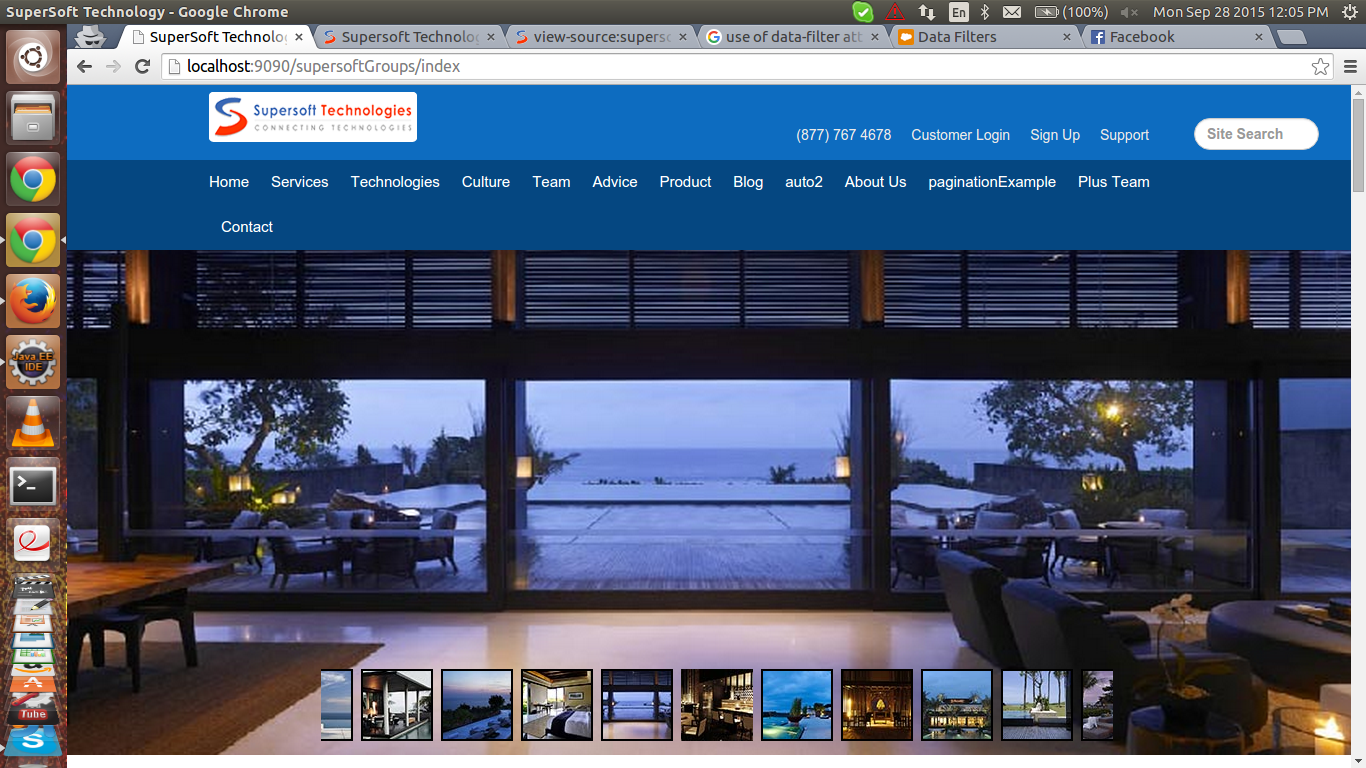 SuperSoft Technology - Google Chrome
En
(100%)
Mon Sep 28 2015 12:05 PM
SuperSoft Technolog
Supersoft Technolog
view-source:superso
use of data-filter att
Data Filters
Facebook
localhost:9090/supersoftGroups/index
Supersoft Technologies
CONNECTING TECHNOLOGIES
(877) 767 4678
Customer Login
Sign Up
Support
Site Search
Home
Services
Technologies
Culture
Team
Advice
Product
Blog
auto2
About Us
paginationExample
Plus Team
Contact
Java EE
IDE
Tube